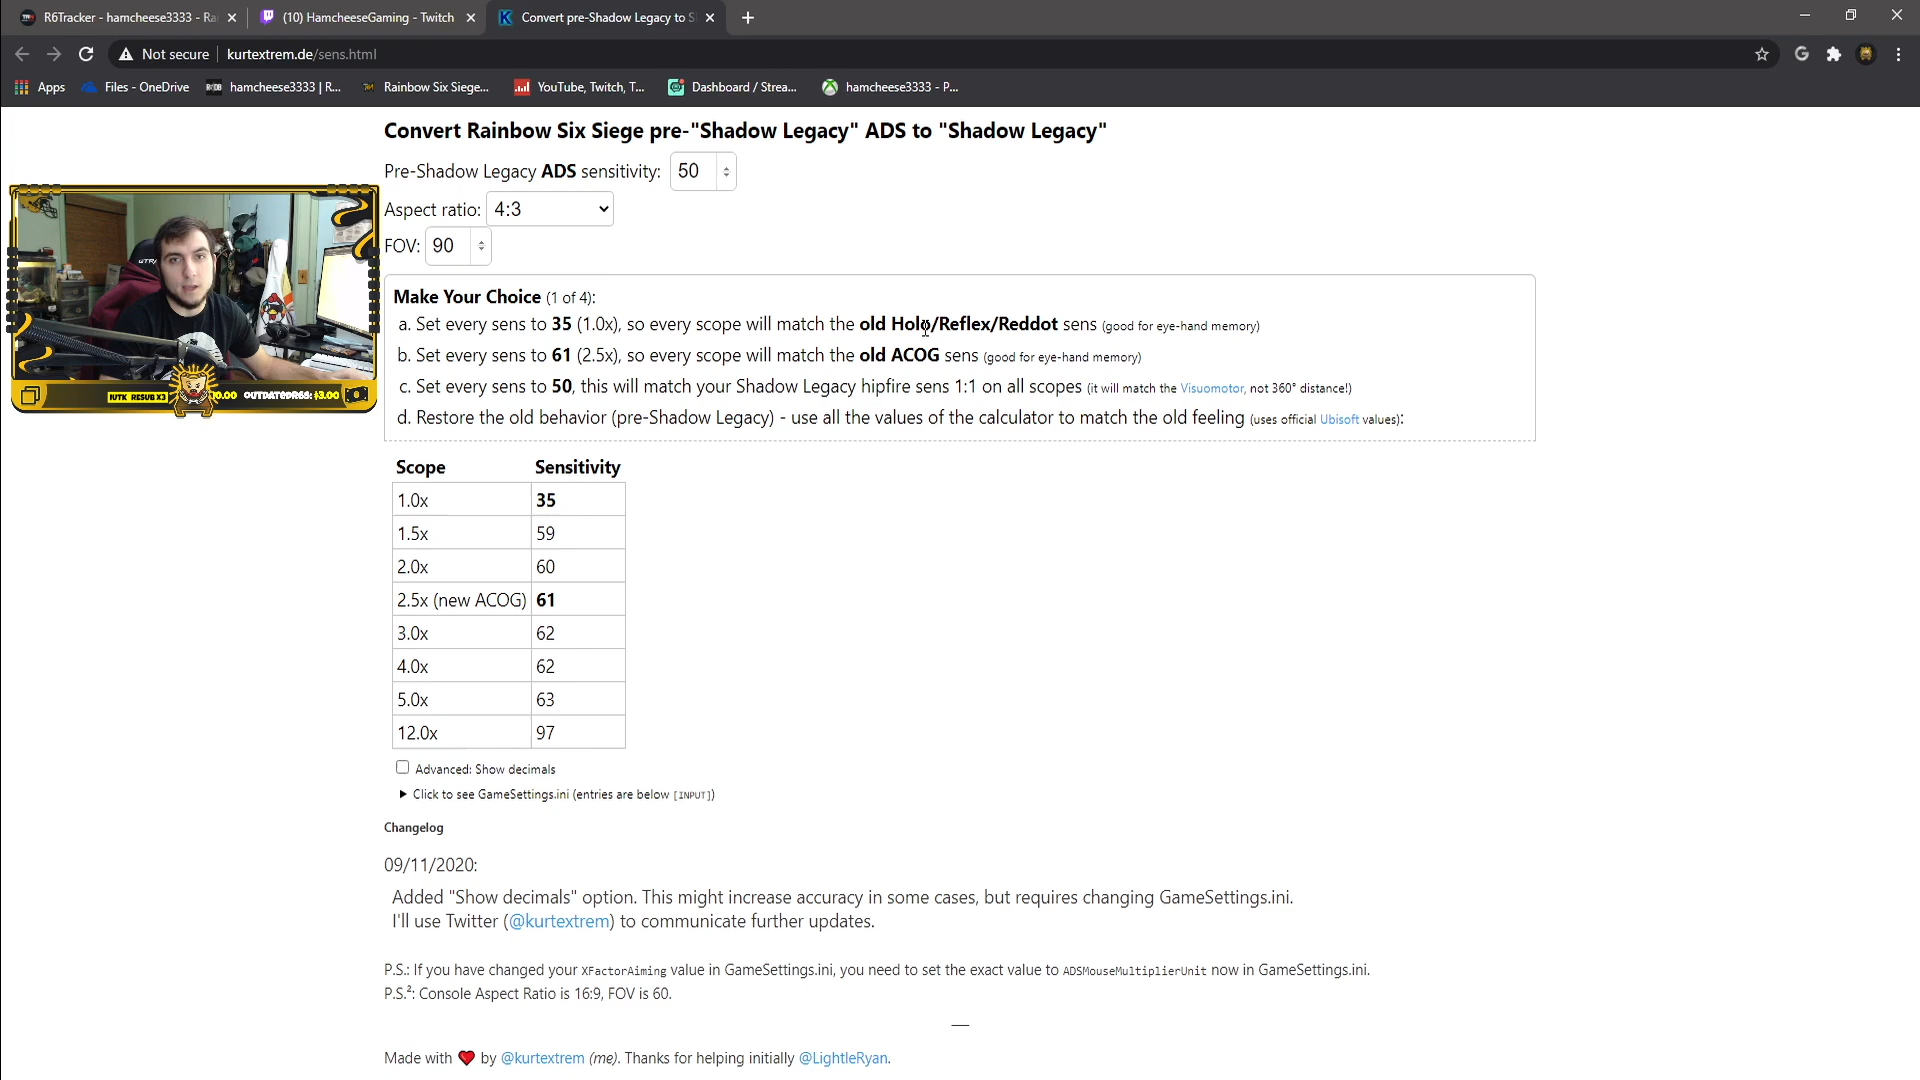 R6Tracker - hamcheese3333 - Ra
(10) HamcheeseGaming - Twitch
Convert pre-Shadow Legacy to S
Not secure
kurtextrem.de/sens.html
Apps
Files - OneDrive
hamcheese3333 | R...
Rainbow Six Siege...
YouTube, Twitch, T...
Dashboard / Strea...
hamcheese3333 - P...
Convert Rainbow Six Siege pre-"Shadow Legacy" ADS to "Shadow Legacy"
Pre-Shadow Legacy ADS sensitivity: 50
Aspect ratio: 4:3
FOV: 90
Make Your Choice (1 of 4):
a. Set every sens to 35 (1.0x), so every scope will match the old Holo/Reflex/Reddot sens (good for eye-hand memory)
b. Set every sens to 61 (2.5x), so every scope will match the old ACOG sens (good for eye-hand memory)
c. Set every sens to 50, this will match your Shadow Legacy hipfire sens 1:1 on all scopes (it will match the Visuomotor, not 360° distance!)
d. Restore the old behavior (pre-Shadow Legacy) - use all the values of the calculator to match the old feeling (uses official Ubisoft values):
IUTK RESUB X3
0.00 OUTDATEDR6S: $3.00
Scope Sensitivity
1.0x 35
1.5x 59
2.0x 60
2.5x (new ACOG) 61
3.0x 62
4.0x 62
5.0x 63
12.0x 97
Advanced: Show decimals
▶ Click to see GameSettings.ini (entries are below [INPUT])
Changelog
09/11/2020:
Added "Show decimals" option. This might increase accuracy in some cases, but requires changing GameSettings.ini.
I'll use Twitter (@kurtextrem) to communicate further updates.
P.S.: If you have changed your XFactorAiming value in GameSettings.ini, you need to set the exact value to ADSMouseMultiplierUnit now in GameSettings.ini.
P.S.²: Console Aspect Ratio is 16:9, FOV is 60.
Made with ❤ by @kurtextrem (me). Thanks for helping initially @LightleRyan.